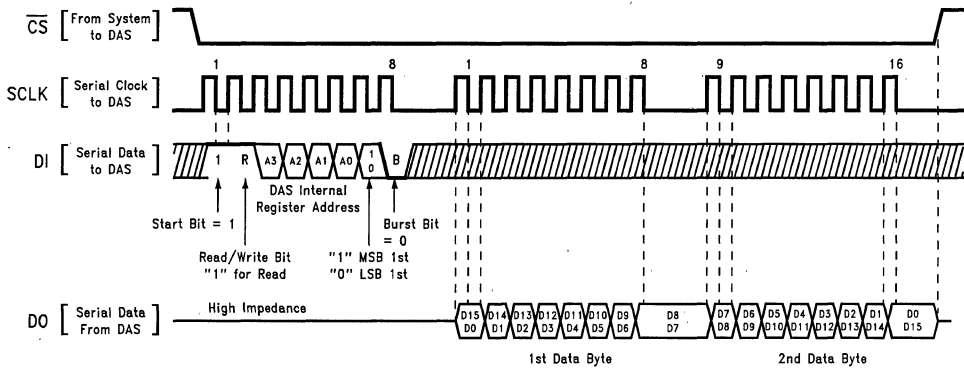 CS [ From System to DAS ]
1 8 1 8 9 16
SCLK [ Serial Clock to DAS ]
DI [ Serial Data to DAS ]
1 R A3 A2 A1 A0 1 0 B
DAS Internal
Register Address
Start Bit = 1
Burst Bit
= 0
Read/Write Bit
"1" for Read
"1" MSB 1st
"0" LSB 1st
DO [ Serial Data From DAS ]
High Impedance
D15 D14 D13 D12 D11 D10 D9 D8 D7 D6 D5 D4 D3 D2 D1 D0
D0 D1 D2 D3 D4 D5 D6 D7 D8 D9 D10 D11 D12 D13 D14 D15
1st Data Byte
2nd Data Byte